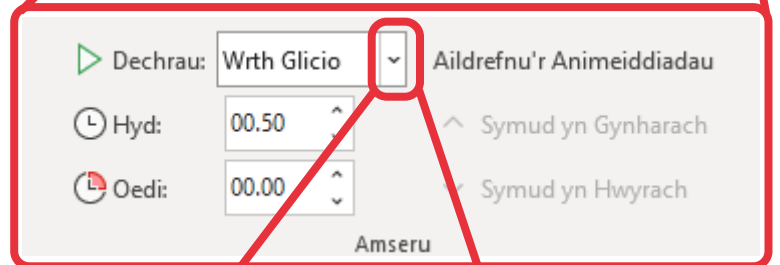 Dechrau: Wrth Glicio Aildrefnu'r Animeiddiadau
Hyd: 00.50 Symud yn Gynharach
Oedi: 00.00 Symud yn Hwyrach
Amseru